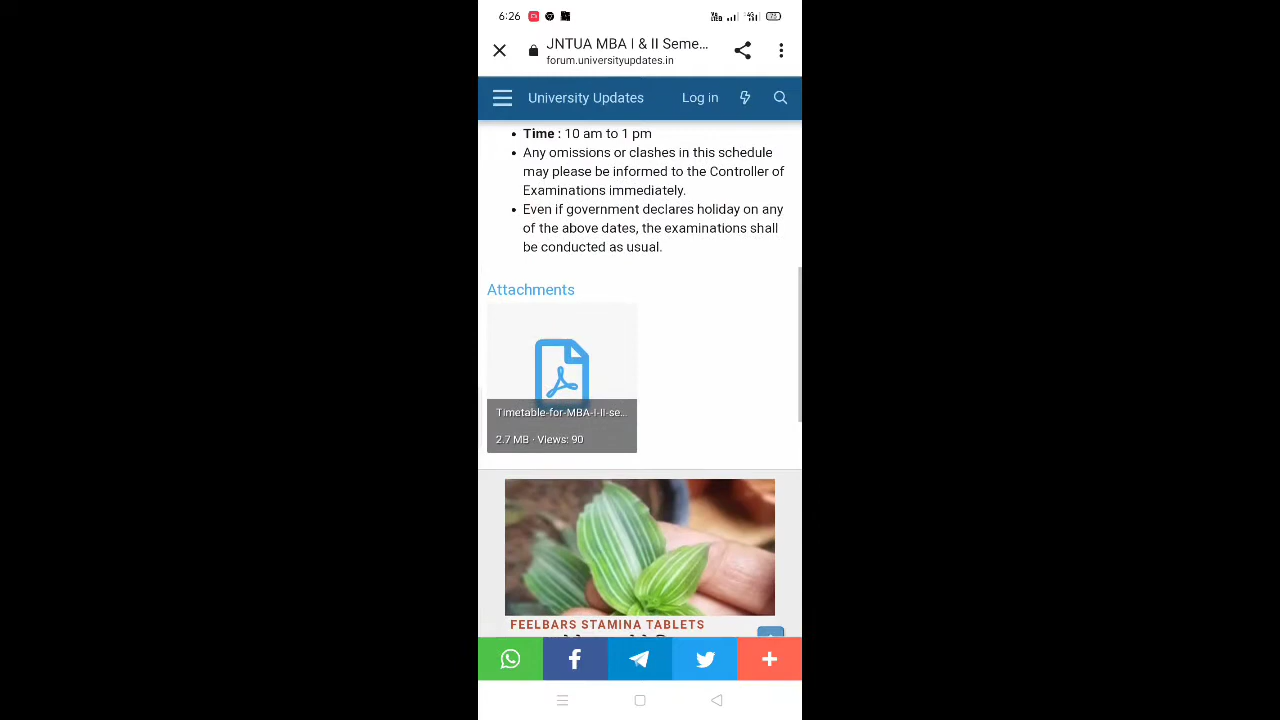 6:26
4G
75
JNTUA MBA I & II Seme...
forum.universityupdates.in
University Updates
Log in
• Time : 10 am to 1 pm
• Any omissions or clashes in this schedule
may please be informed to the Controller of
Examinations immediately.
• Even if government declares holiday on any
of the above dates, the examinations shall
be conducted as usual.
Attachments
Timetable-for-MBA-I-II-se...
2.7 MB · Views: 90
FEELBARS STAMINA TABLETS